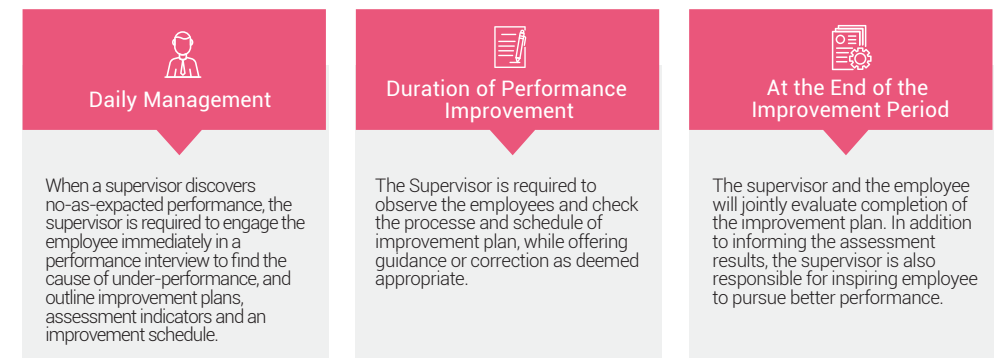 Daily Management
When a supervisor discovers
no-as-expacted performance, the
supervisor is required to engage the
employee immediately in a
performance interview to find the
cause of under-performance, and
outline improvement plans,
assessment indicators and an
improvement schedule.
Duration of Performance
Improvement
The Supervisor is required to
observe the employees and check
the processe and schedule of
improvement plan, while offering
guidance or correction as deemed
appropriate.
At the End of the
Improvement Period
The supervisor and the employee
will jointly evaluate completion of
the improvement plan. In addition
to informing the assessment
results, the supervisor is also
responsible for inspiring employee
to pursue better performance.